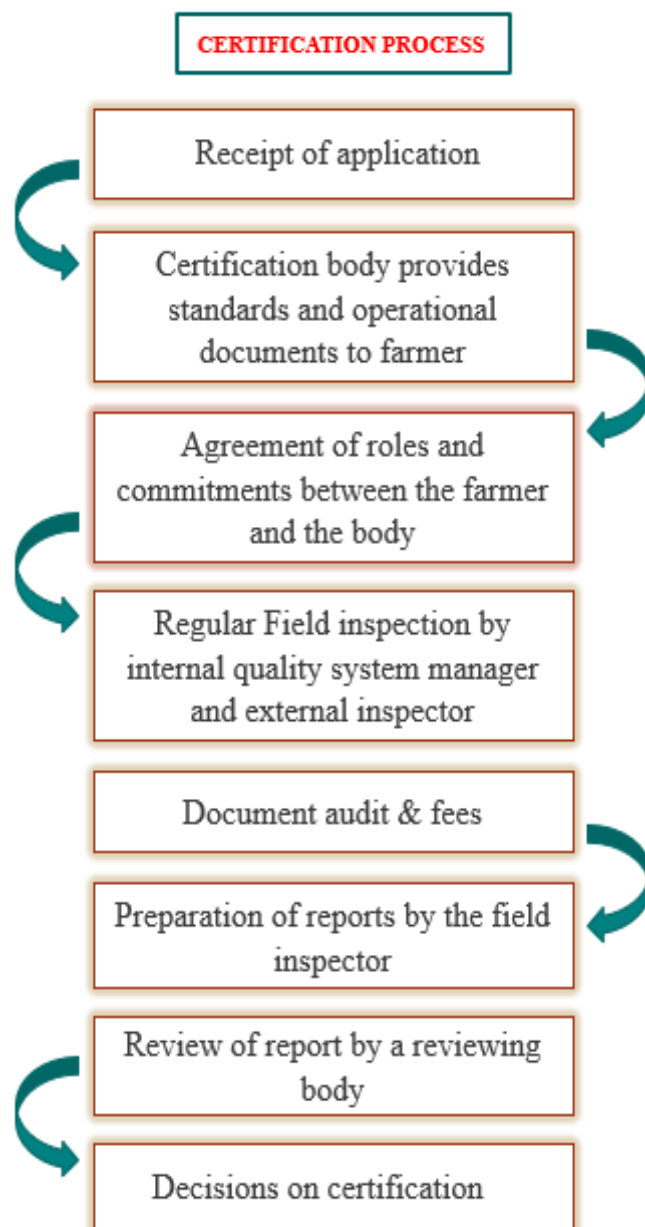 CERTIFICATION PROCESS
Receipt of application
Certification body provides
standards and operational
documents to farmer
Agreement of roles and
commitments between the farmer
and the body
Regular Field inspection by
internal quality system manager
and external inspector
Document audit & fees
Preparation of reports by the field
inspector
Review of report by a reviewing
body
Decisions on certification